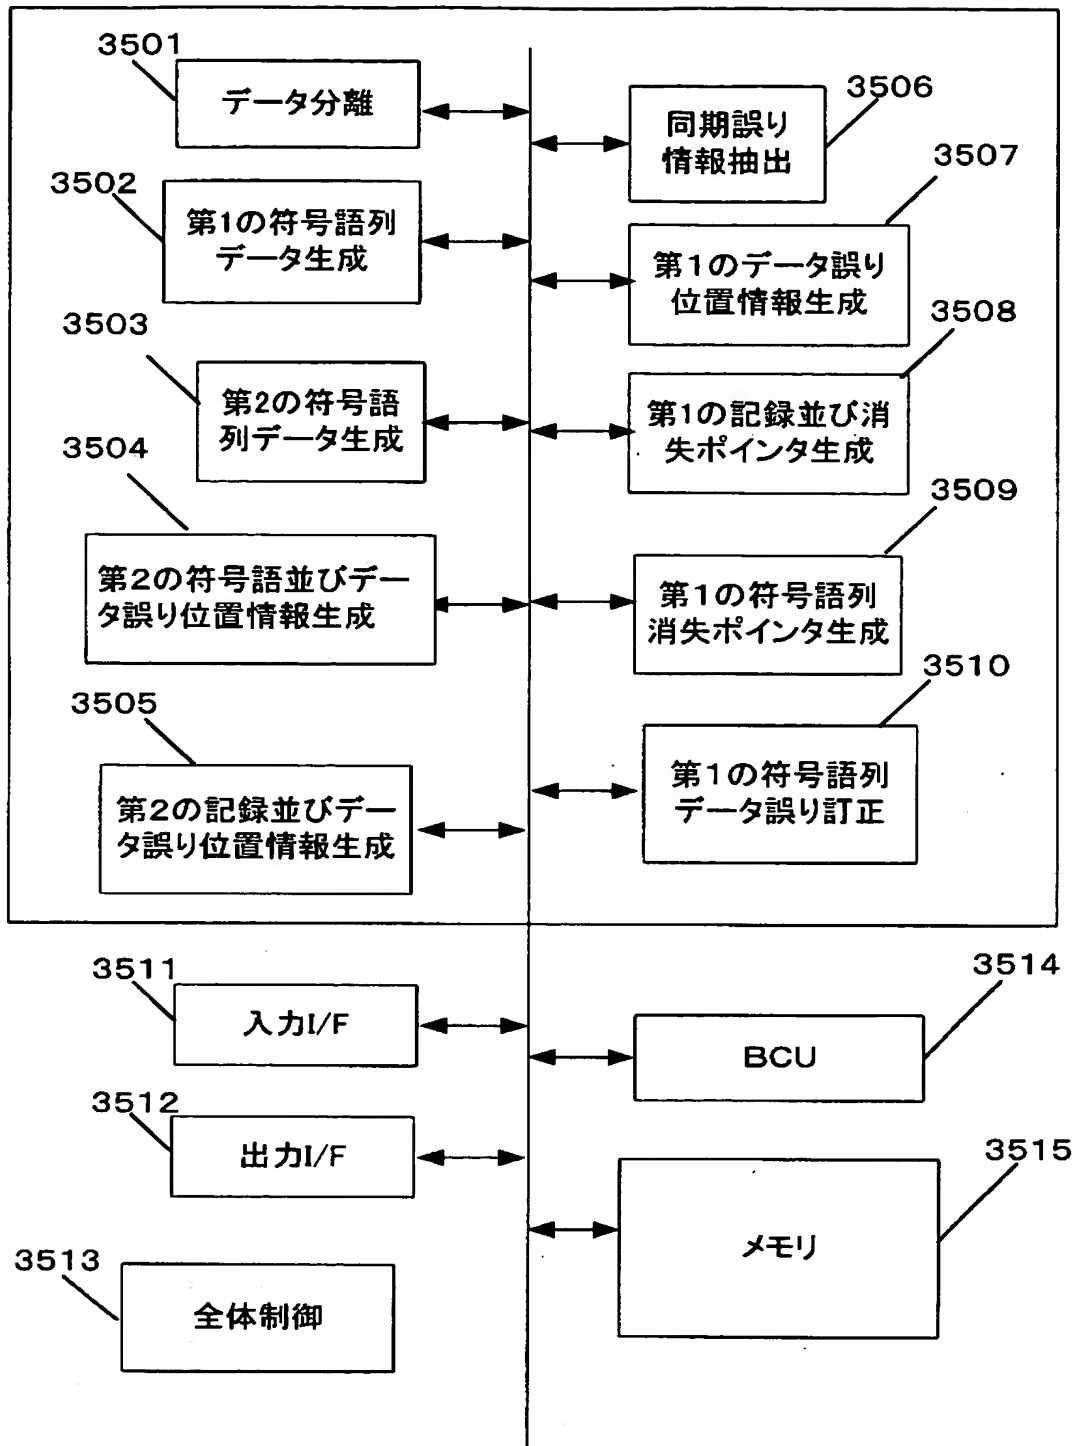 3501
データ分離
3502
第1の符号語列
データ生成
3503
第2の符号語
列データ生成
3504
第2の符号語並びデー
タ誤り位置情報生成
3505
第2の記録並びデー
タ誤り位置情報生成
3506
同期誤り
情報抽出
3507
第1のデータ誤り
位置情報生成
3508
第1の記録並び消
失ポインタ生成
3509
第1の符号語列
消失ポインタ生成
3510
第1の符号語列
データ誤り訂正
3511
入力I/F
3512
出力I/F
3513
全体制御
3514
BCU
3515
メモリ